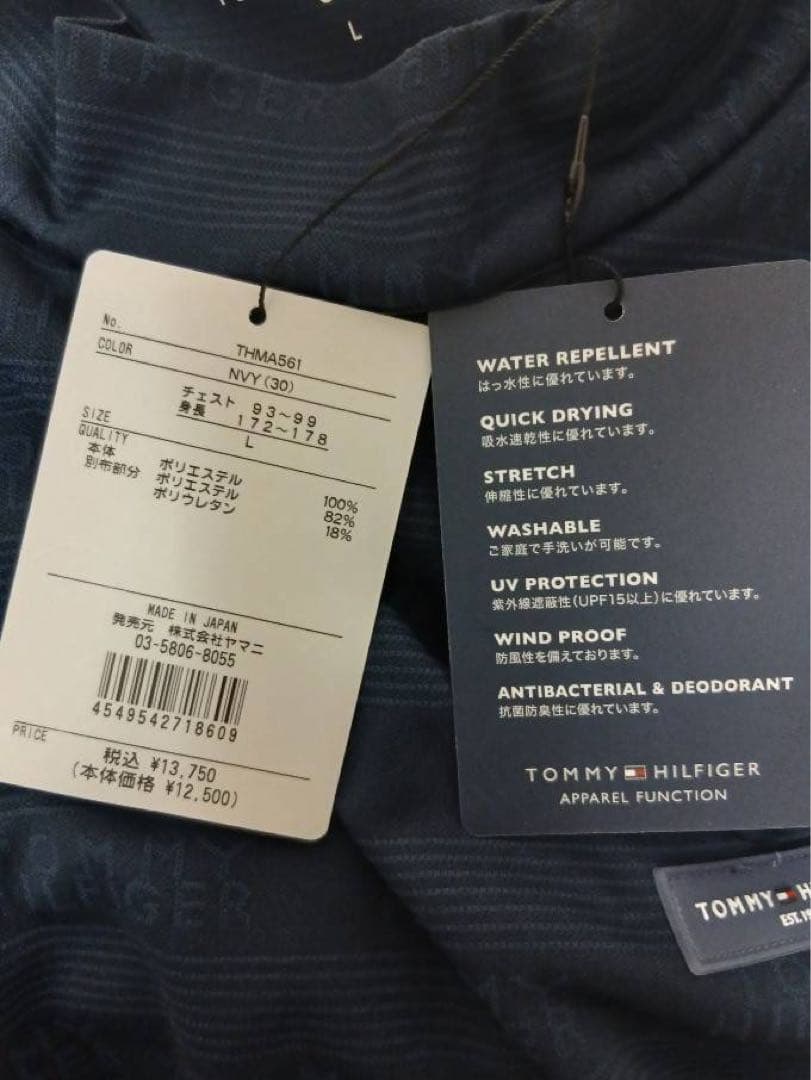 L
No. THMA561
COLOR NVY(30)
チェスト 93~99
身長 172~178
SIZE L
QUALITY
本体 ポリエステル 100%
別布部分 ポリエステル 82%
ポリウレタン 18%
MADE IN JAPAN
発売元 株式会社ヤマニ
03-5806-8055
4549542718609
PRICE
税込 ¥13,750
(本体価格 ¥12,500)
WATER REPELLENT
はっ水性に優れています。
QUICK DRYING
吸水速乾性に優れています。
STRETCH
伸縮性に優れています。
WASHABLE
ご家庭で手洗いが可能です。
UV PROTECTION
紫外線遮蔽性(UPF15以上)に優れています。
WIND PROOF
防風性を備えております。
ANTIBACTERIAL & DEODORANT
抗菌防臭性に優れています。
TOMMY HILFIGER
APPAREL FUNCTION
TOMMY H
EST.
TOMMY
HILFIGER